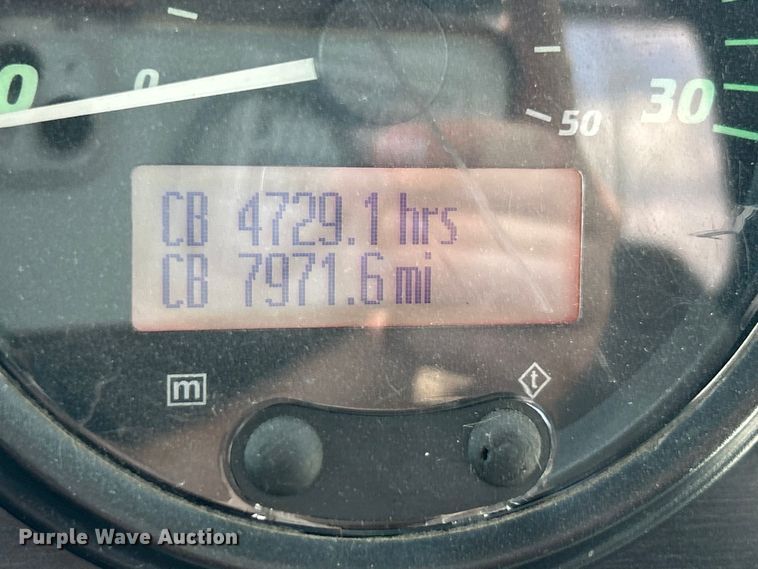 0
0
50
30
CB 4729.1 hrs
CB 7971.6 mi
m
t
Purple Wave Auction